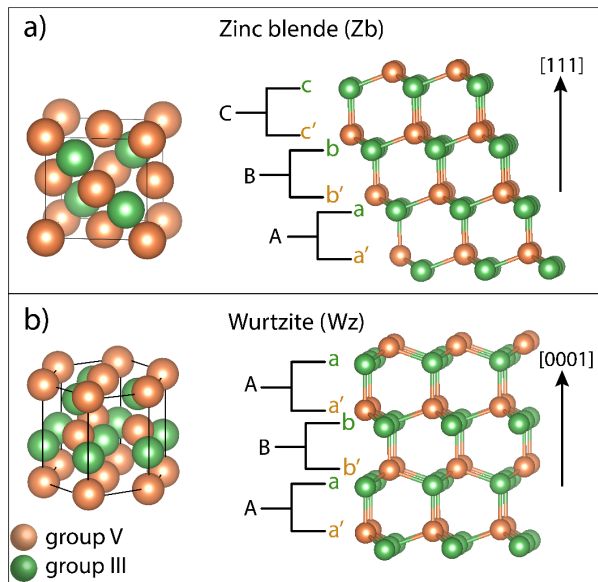 a)
Zinc blende (Zb)
[111]
c
C
c′
b
B
b′
a
A
a′
b)
Wurtzite (Wz)
[0001]
a
A
a′
b
B
b′
a
A
a′
group V
group III